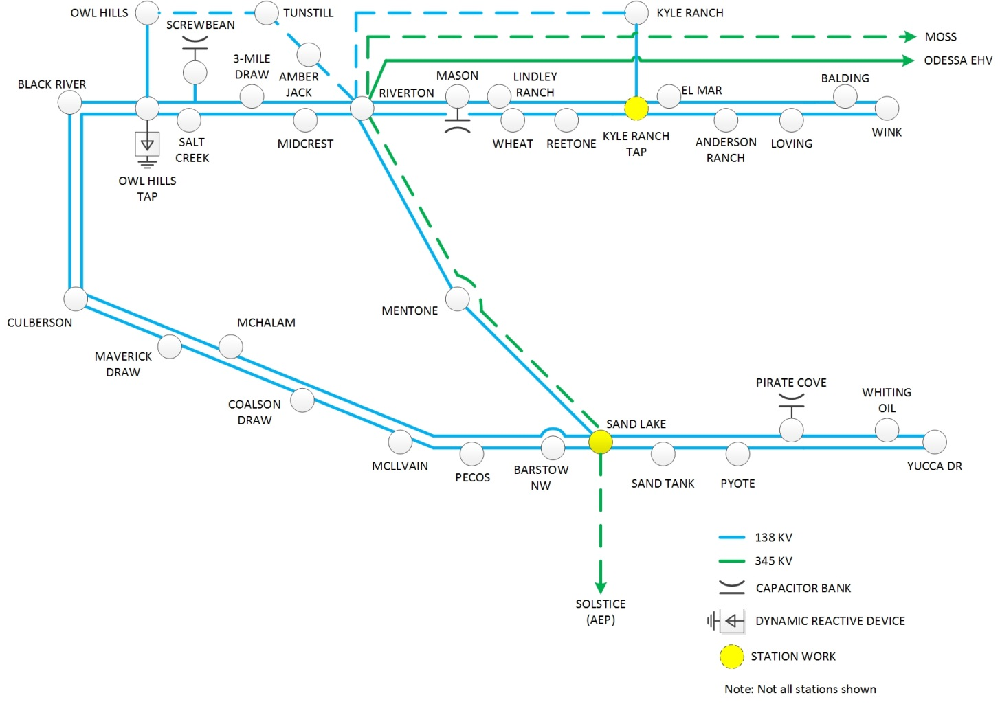 OWL HILLS
TUNSTILL
KYLE RANCH
SCREWBEAN
MOSS
ODESSA EHV
3-MILE
DRAW
AMBER
JACK
BLACK RIVER
RIVERTON
MASON
LINDLEY
RANCH
EL MAR
BALDING
SALT
CREEK
MIDCREST
WHEAT
REETONE
KYLE RANCH
TAP
ANDERSON
RANCH
LOVING
WINK
OWL HILLS
TAP
MENTONE
CULBERSON
MCHALAM
MAVERICK
DRAW
COALSON
DRAW
MCLLVAIN
PECOS
BARSTOW
NW
SAND LAKE
SAND TANK
PYOTE
PIRATE COVE
WHITING
OIL
YUCCA DR
SOLSTICE
(AEP)
138 KV
345 KV
CAPACITOR BANK
DYNAMIC REACTIVE DEVICE
STATION WORK
Note: Not all stations shown